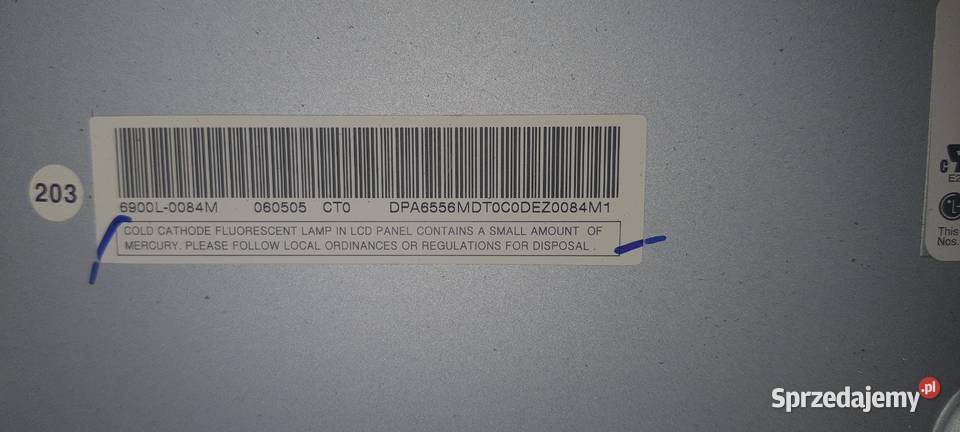 203
6900L-0084M 060505 CT0 DPA6556MDT0C0DEZ0084M1
COLD CATHODE FLUORESCENT LAMP IN LCD PANEL CONTAINS A SMALL AMOUNT OF
MERCURY. PLEASE FOLLOW LOCAL ORDINANCES OR REGULATIONS FOR DISPOSAL .
This
Nos.
Sprzedajemy.pl